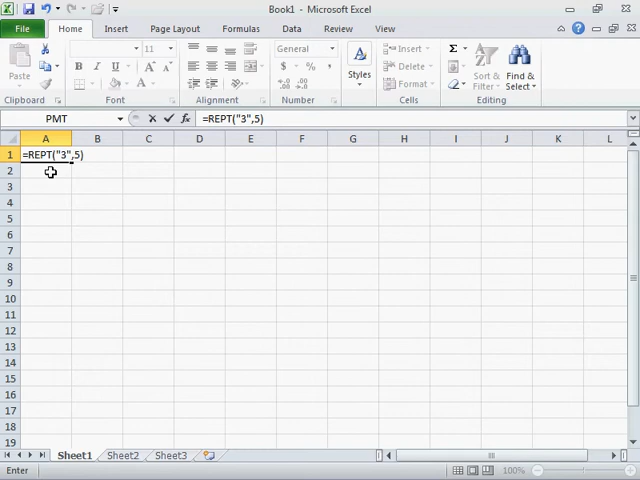 Book1 - Microsoft Excel
File Home Insert Page Layout Formulas Data Review View
Paste
Clipboard
11
A A
B I U
Font
Alignment
General
$ % ,
Number
Styles
Insert
Delete
Format
Cells
Σ
Sort & Filter
Find & Select
Editing
PMT fx =REPT("3",5)
A B C D E F G H I J K L
1 =REPT("3",5)
2
3
4
5
6
7
8
9
10
11
12
13
14
15
16
17
18
19
Sheet1 Sheet2 Sheet3
Enter 100%